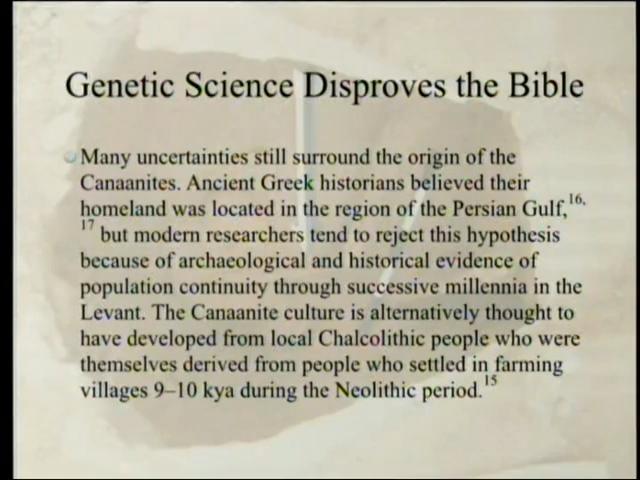 Genetic Science Disproves the Bible
Many uncertainties still surround the origin of the
Canaanites. Ancient Greek historians believed their
homeland was located in the region of the Persian Gulf,16,
17 but modern researchers tend to reject this hypothesis
because of archaeological and historical evidence of
population continuity through successive millennia in the
Levant. The Canaanite culture is alternatively thought to
have developed from local Chalcolithic people who were
themselves derived from people who settled in farming
villages 9–10 kya during the Neolithic period.15